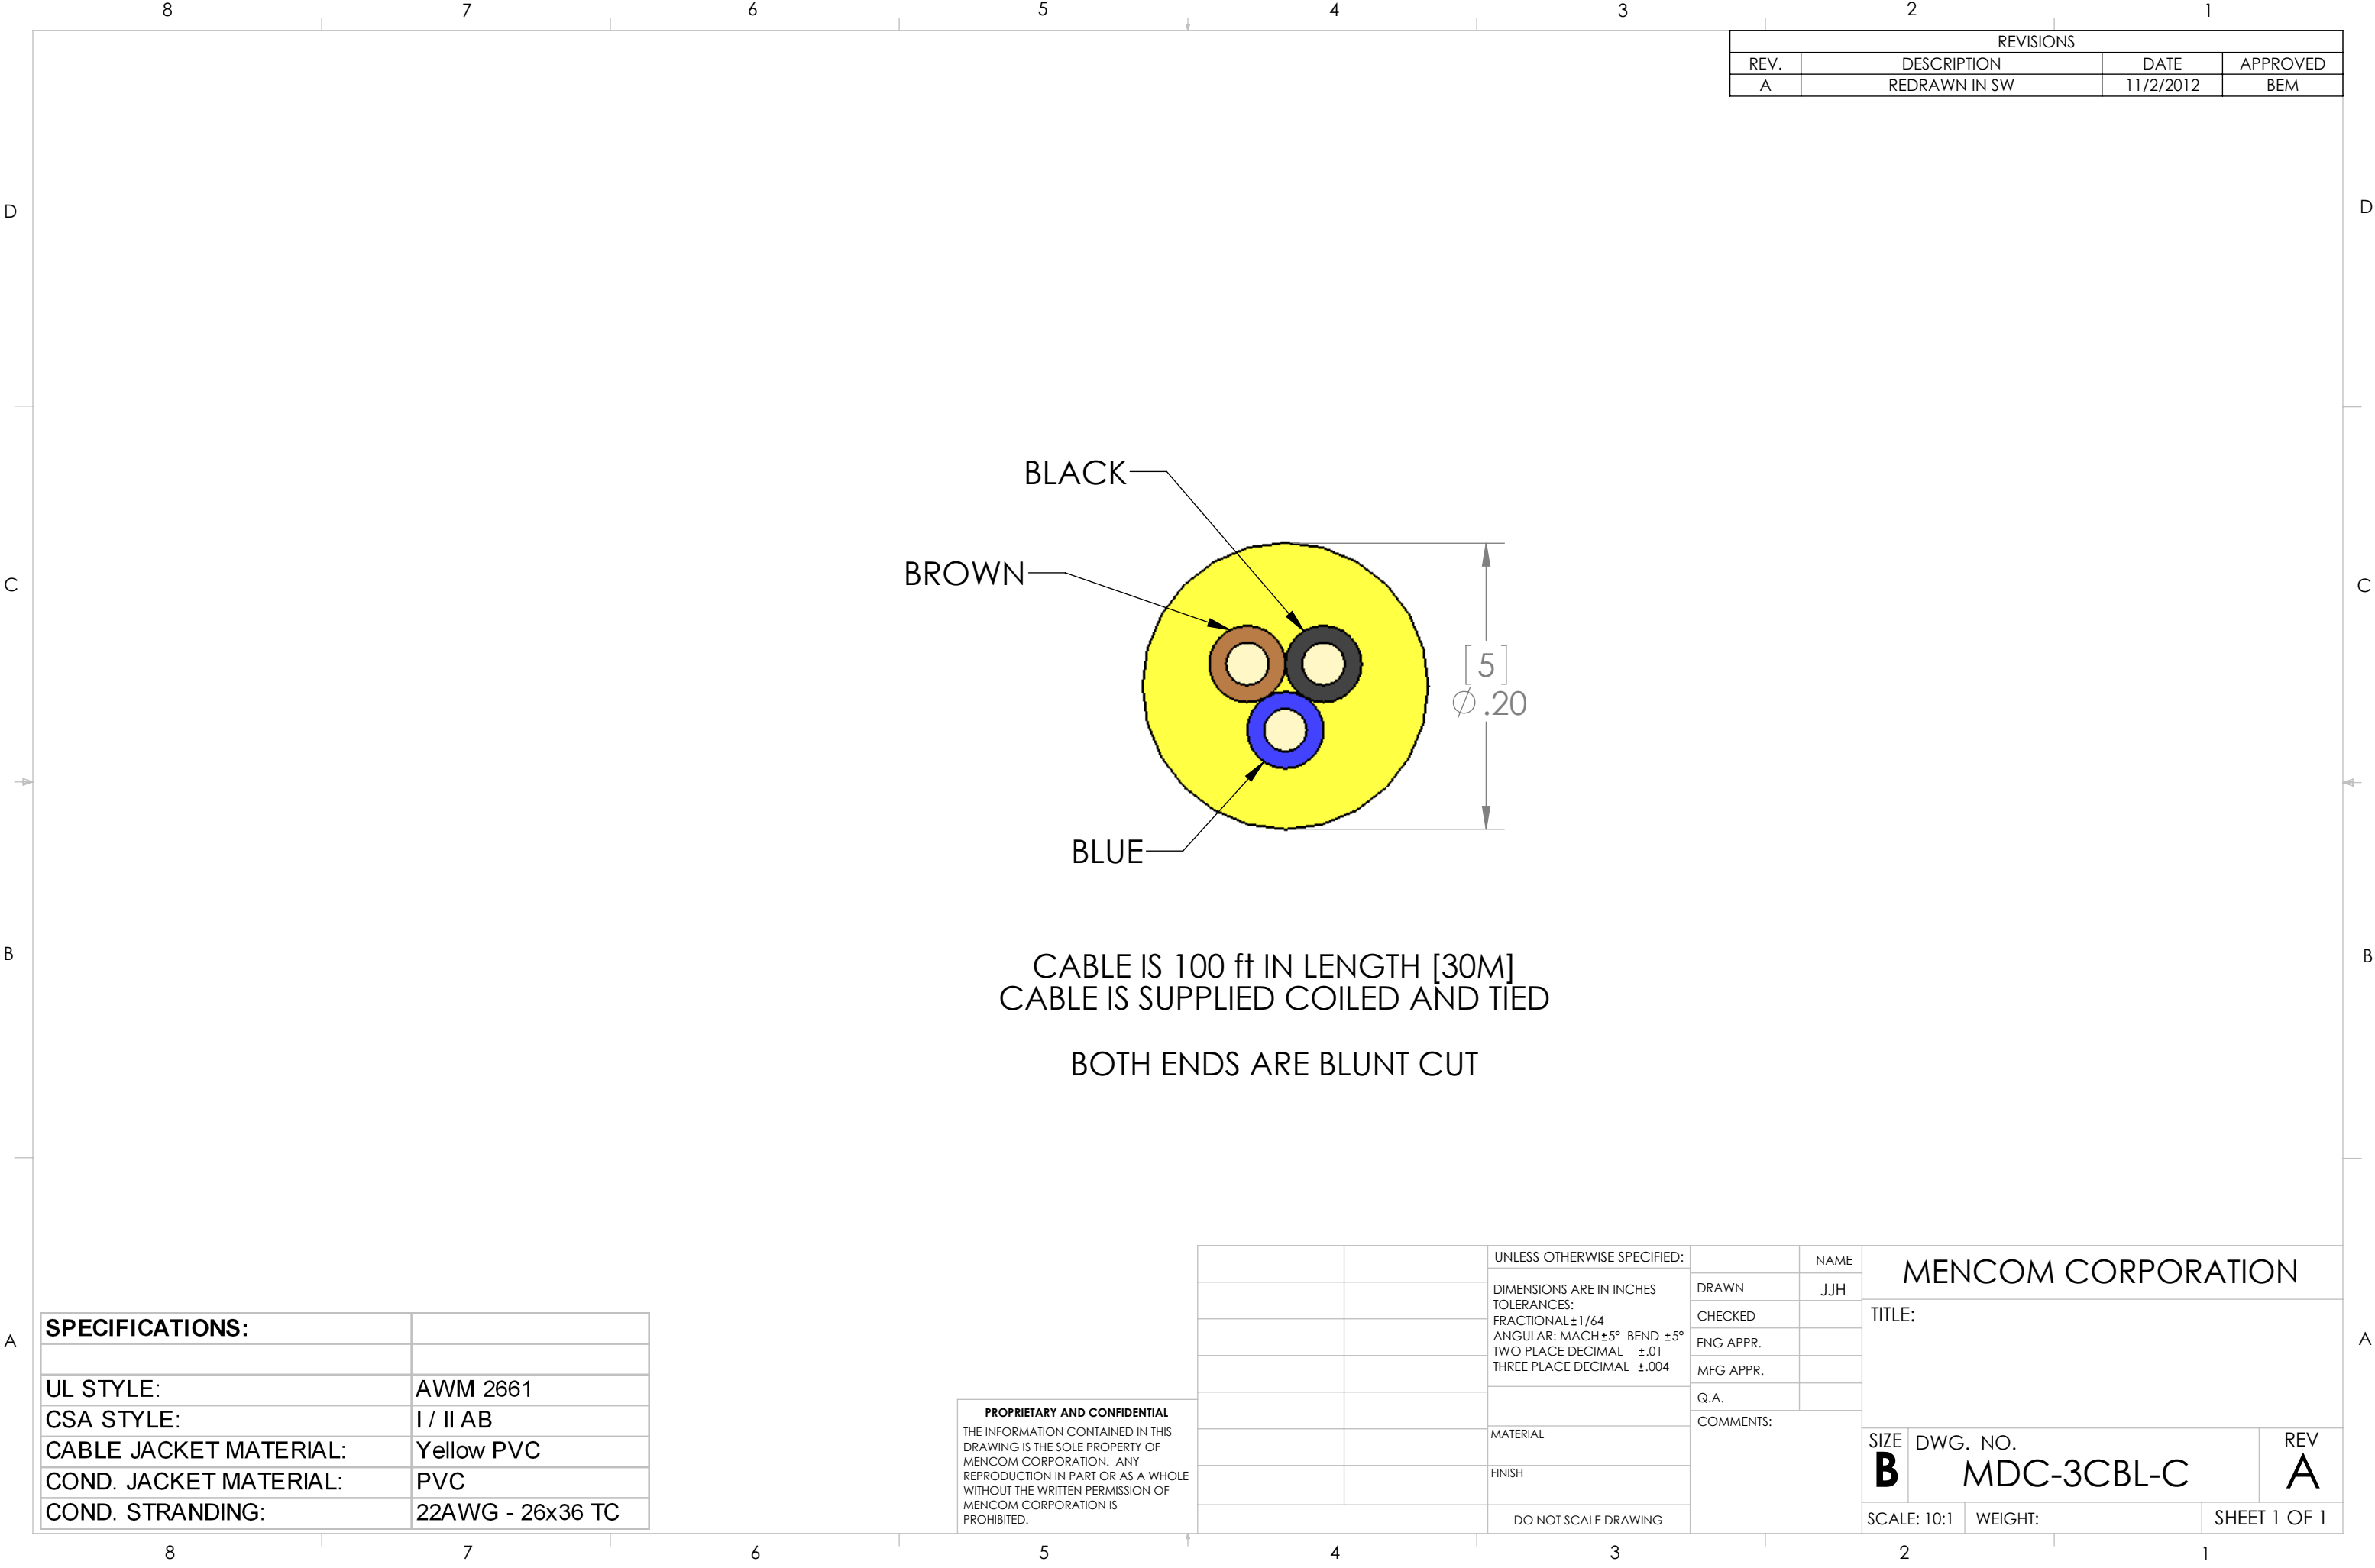 8 7 6 5 4 3 2 1
REVISIONS
REV. DESCRIPTION DATE APPROVED
A REDRAWN IN SW 11/2/2012 BEM
D D
BLACK
BROWN
C C
[5]
∅.20
BLUE
B B
CABLE IS 100 ft IN LENGTH [30M]
CABLE IS SUPPLIED COILED AND TIED
BOTH ENDS ARE BLUNT CUT
A A
SPECIFICATIONS:
UL STYLE: AWM 2661
CSA STYLE: I / II AB
CABLE JACKET MATERIAL: Yellow PVC
COND. JACKET MATERIAL: PVC
COND. STRANDING: 22AWG - 26x36 TC
PROPRIETARY AND CONFIDENTIAL
THE INFORMATION CONTAINED IN THIS
DRAWING IS THE SOLE PROPERTY OF
MENCOM CORPORATION. ANY
REPRODUCTION IN PART OR AS A WHOLE
WITHOUT THE WRITTEN PERMISSION OF
MENCOM CORPORATION IS
PROHIBITED.
UNLESS OTHERWISE SPECIFIED:
DIMENSIONS ARE IN INCHES
TOLERANCES:
FRACTIONAL ±1/64
ANGULAR: MACH±5° BEND ±5°
TWO PLACE DECIMAL ±.01
THREE PLACE DECIMAL ±.004
MATERIAL
FINISH
DO NOT SCALE DRAWING
NAME
DRAWN JJH
CHECKED
ENG APPR.
MFG APPR.
Q.A.
COMMENTS:
MENCOM CORPORATION
TITLE:
SIZE DWG. NO. REV
B MDC-3CBL-C A
SCALE: 10:1 WEIGHT: SHEET 1 OF 1
8 7 6 5 4 3 2 1